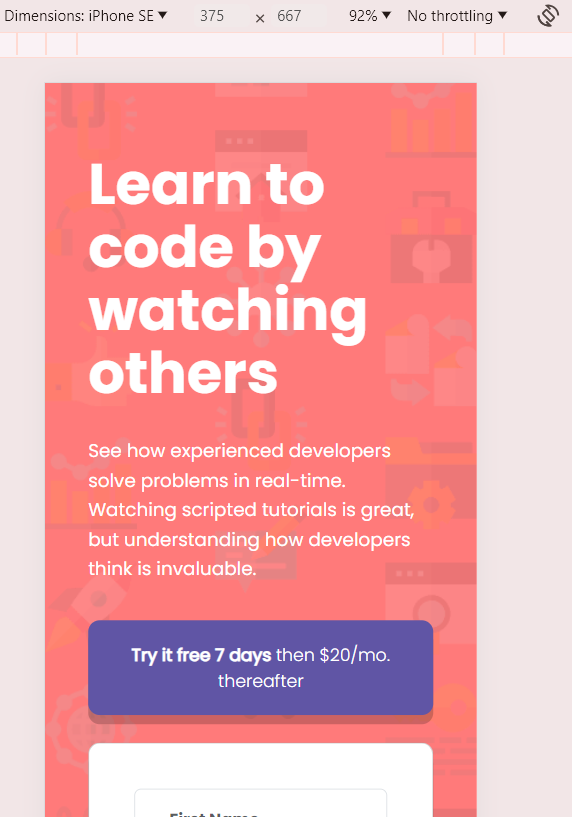 Dimensions: iPhone SE ▼ 375 × 667 92% ▼ No throttling ▼
Learn to
code by
watching
others
See how experienced developers
solve problems in real-time.
Watching scripted tutorials is great,
but understanding how developers
think is invaluable.
Try it free 7 days then $20/mo.
thereafter
First Name